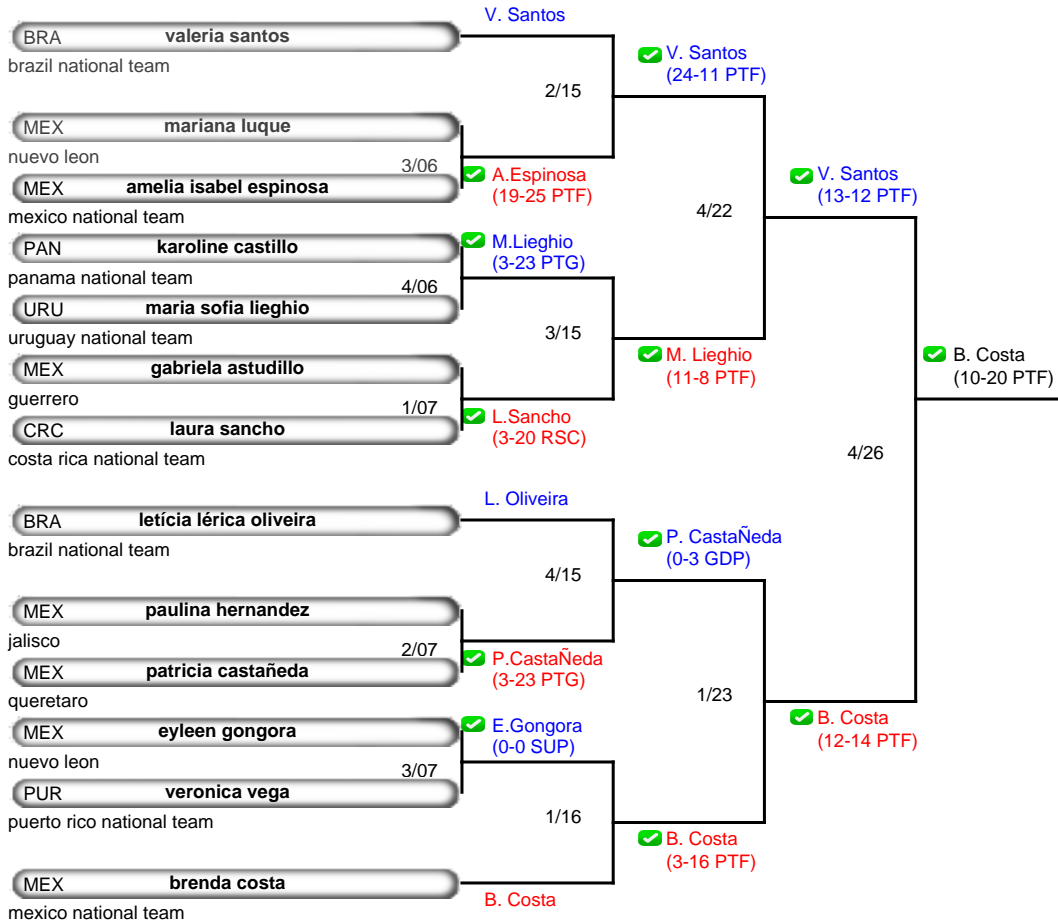 V. Santos
BRA valeria santos
brazil national team
V. Santos
(24-11 PTF)
2/15
MEX mariana luque
nuevo leon
3/06
MEX amelia isabel espinosa
mexico national team
A.Espinosa
(19-25 PTF)
V. Santos
(13-12 PTF)
4/22
PAN karoline castillo
panama national team
M.Lieghio
(3-23 PTG)
4/06
URU maria sofia lieghio
uruguay national team
3/15
M. Lieghio
(11-8 PTF)
MEX gabriela astudillo
guerrero
1/07
CRC laura sancho
costa rica national team
L.Sancho
(3-20 RSC)
B. Costa
(10-20 PTF)
4/26
L. Oliveira
BRA letícia lérica oliveira
brazil national team
P. CastaÑeda
(0-3 GDP)
4/15
MEX paulina hernandez
jalisco
2/07
MEX patricia castañeda
queretaro
P.CastaÑeda
(3-23 PTG)
1/23
MEX eyleen gongora
nuevo leon
E.Gongora
(0-0 SUP)
B. Costa
(12-14 PTF)
3/07
PUR veronica vega
puerto rico national team
1/16
B. Costa
(3-16 PTF)
MEX brenda costa
mexico national team
B. Costa